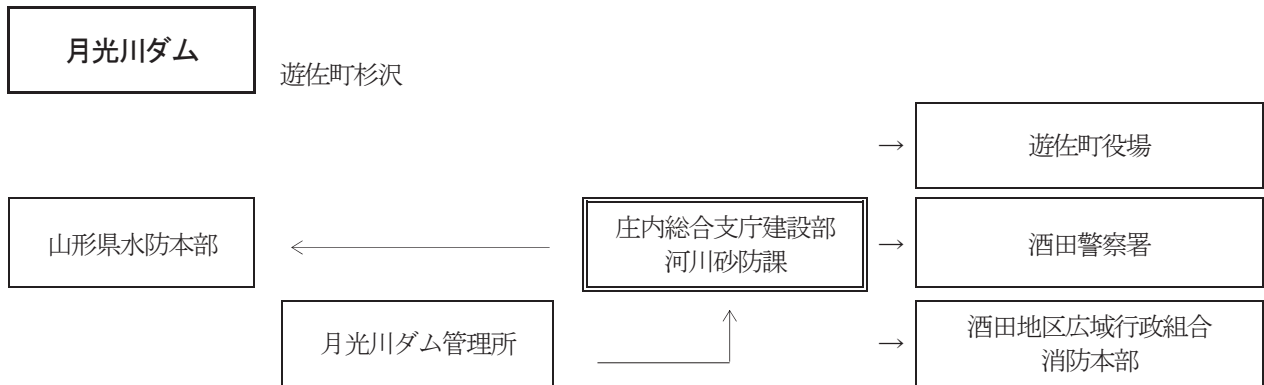 月光川ダム
遊佐町杉沢
→
遊佐町役場
山形県水防本部
庄内総合支庁建設部
河川砂防課
→
酒田警察署
月光川ダム管理所
→
酒田地区広域行政組合
消防本部